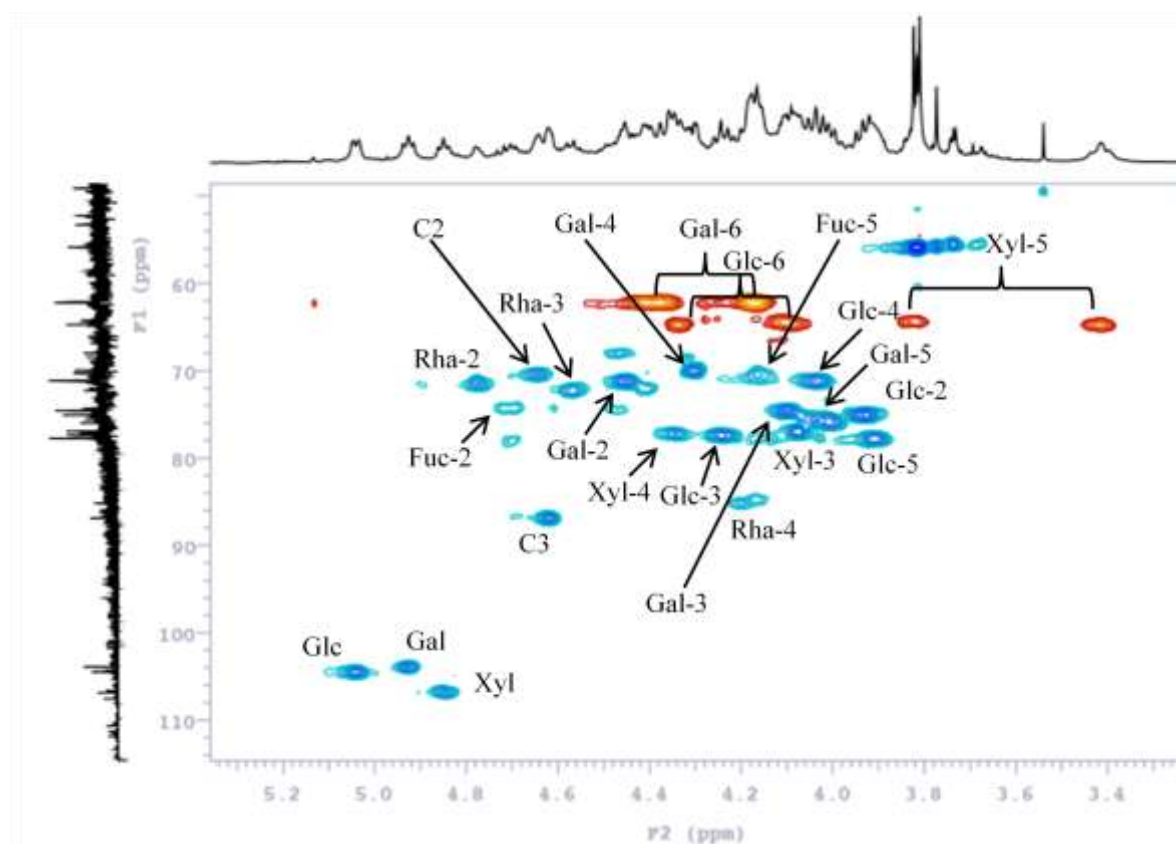 C2
Gal-4
Gal-6
Fuc-5
Glc-6
Xyl-5
Rha-3
Glc-4
Rha-2
Gal-5
Glc-2
Fuc-2
Gal-2
Xyl-3
Glc-5
Xyl-4
Glc-3
Rha-4
C3
Gal-3
Glc
Gal
Xyl
F1 (ppm)
60
70
80
90
100
110
5.2 5.0 4.8 4.6 4.4 4.2 4.0 3.8 3.6 3.4
F2 (ppm)